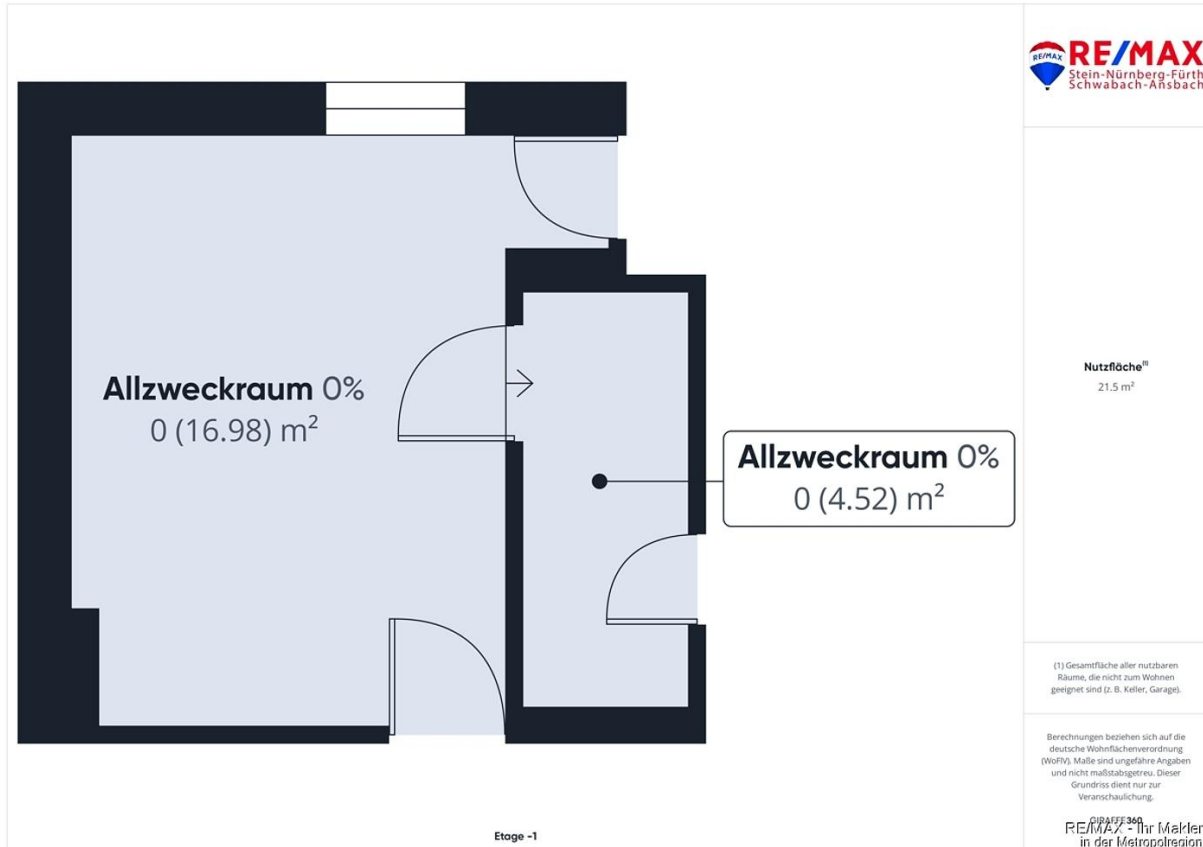 RE/MAX
RE/MAX
Stein-Nürnberg-Fürth
Schwabach-Ansbach
Allzweckraum 0%
0 (16.98) m²
Allzweckraum 0%
0 (4.52) m²
Nutzfläche⁽¹⁾
21.5 m²
(1) Gesamtfläche aller nutzbaren
Räume, die nicht zum Wohnen
geeignet sind (z. B. Keller, Garage).
Berechnungen beziehen sich auf die
deutsche Wohnflächenverordnung
(WoFlV). Maße sind ungefähre Angaben
und nicht maßstabsgetreu. Dieser
Grundriss dient nur zur
Veranschaulichung.
GIRAFFE360
RE/MAX - Ihr Makler
in der Metropolregion
Etage -1